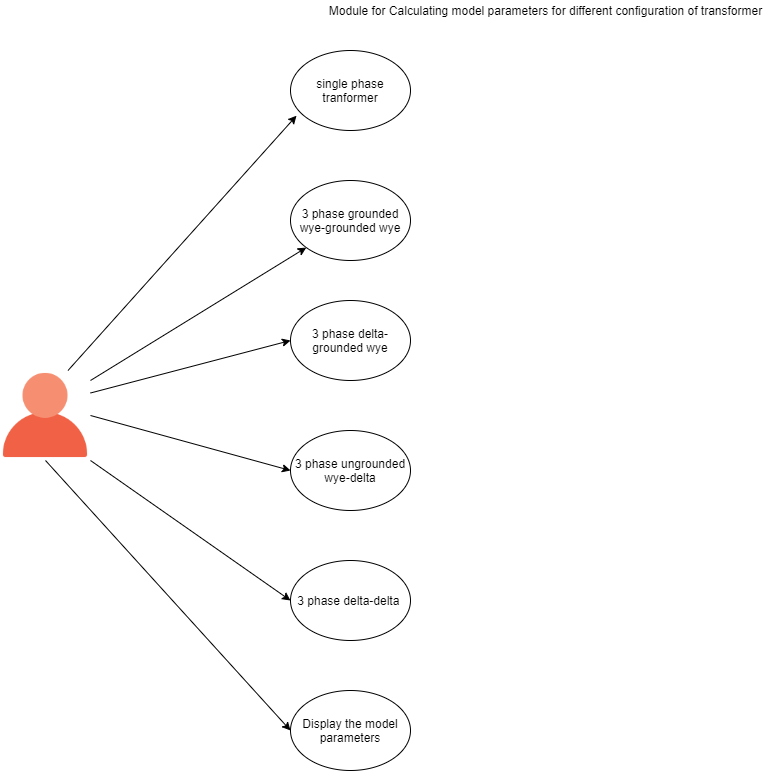 Module for Calculating model parameters for different configuration of transformer
single phase
tranformer
3 phase grounded
wye-grounded wye
3 phase delta-
grounded wye
3 phase ungrounded
wye-delta
3 phase delta-delta
Display the model
parameters